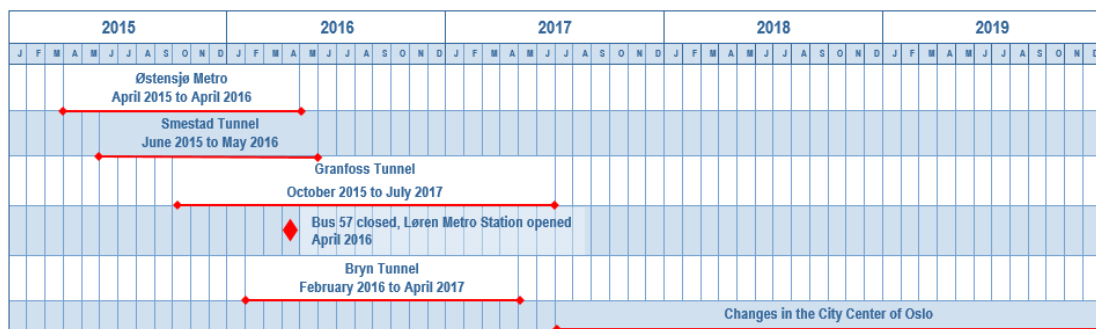 2015 2016 2017 2018 2019
J F M A M J J A S O N D J F M A M J J A S O N D J F M A M J J A S O N D J F M A M J J A S O N D J F M A M J J A S O N D
Østensjø Metro
April 2015 to April 2016
Smestad Tunnel
June 2015 to May 2016
Granfoss Tunnel
October 2015 to July 2017
Bus 57 closed, Løren Metro Station opened
April 2016
Bryn Tunnel
February 2016 to April 2017
Changes in the City Center of Oslo